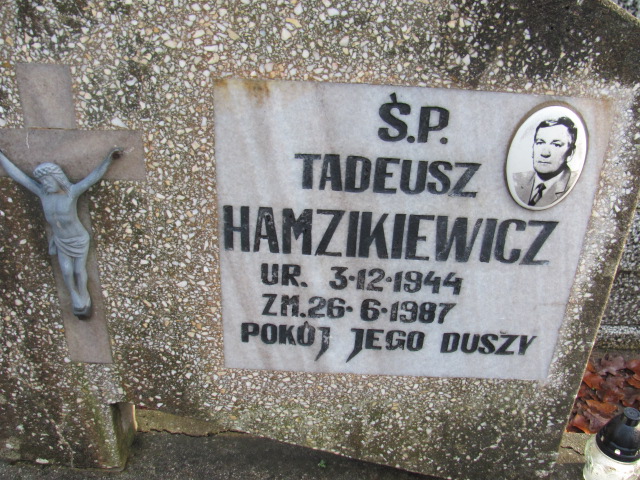 Ś.P.
TADEUSZ
HAMZIKIEWICZ
UR. 3·12·1944
ZM.26·6·1987
POKÓJ JEGO DUSZY